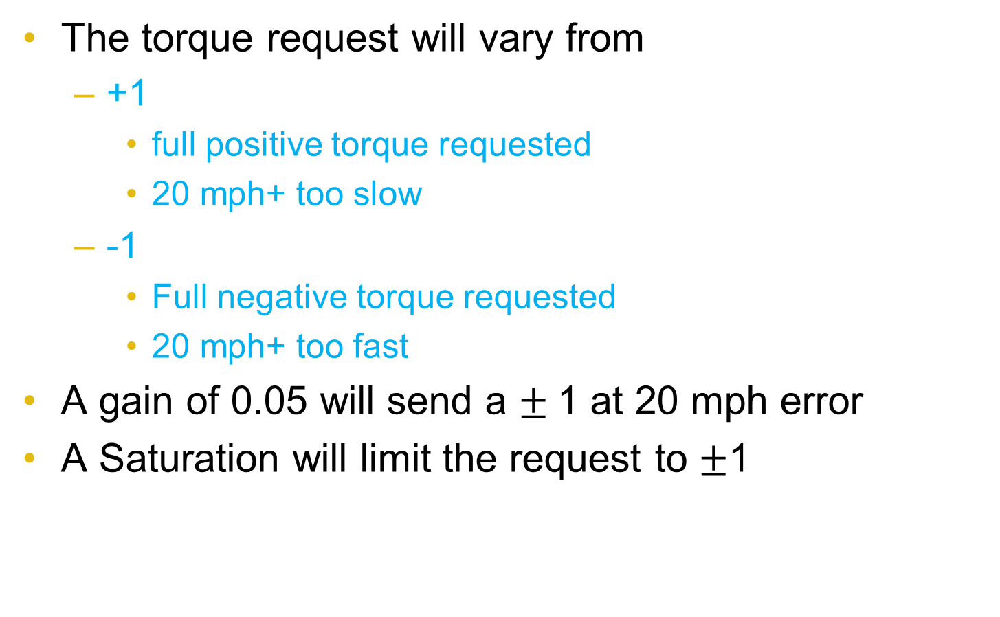 • The torque request will vary from
– +1
• full positive torque requested
• 20 mph+ too slow
– -1
• Full negative torque requested
• 20 mph+ too fast
• A gain of 0.05 will send a ± 1 at 20 mph error
• A Saturation will limit the request to ±1